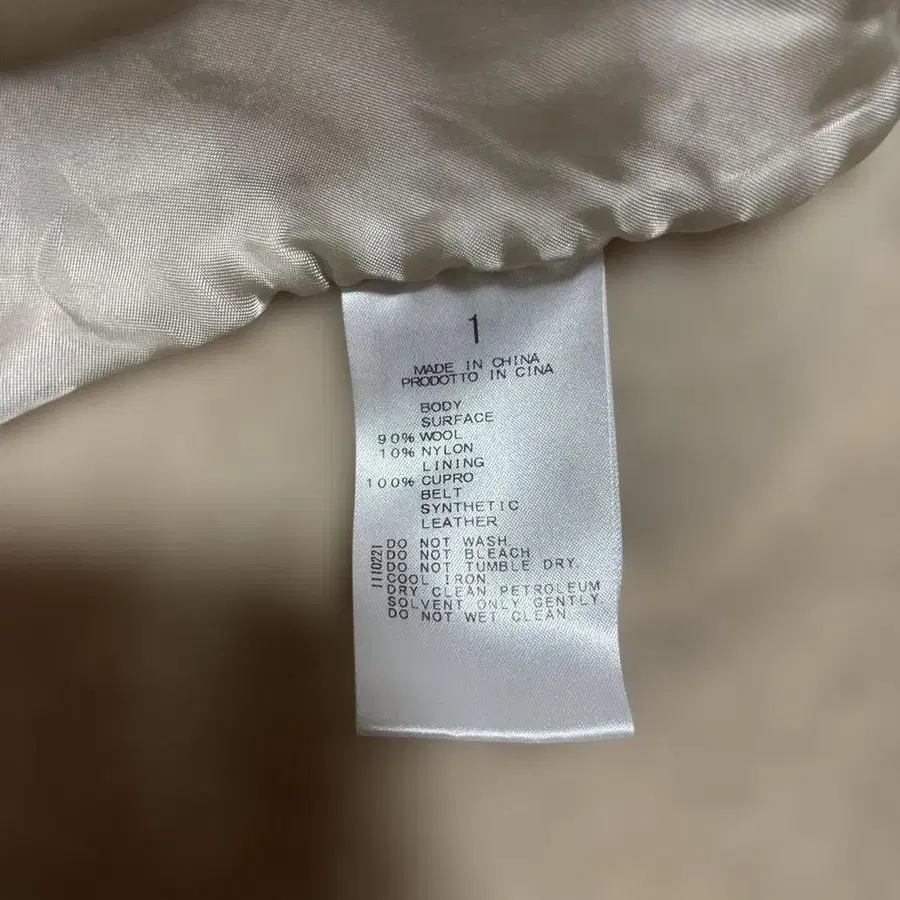 1
MADE IN CHINA
PRODOTTO IN CINA
BODY
SURFACE
90% WOOL
10% NYLON
LINING
100% CUPRO
BELT
SYNTHETIC
LEATHER
DO NOT WASH
DO NOT BLEACH
DO NOT TUMBLE DRY.
COOL IRON
DRY CLEAN PETROLEUM
SOLVENT ONLY GENTLY
DO NOT WET CLEAN
1110221